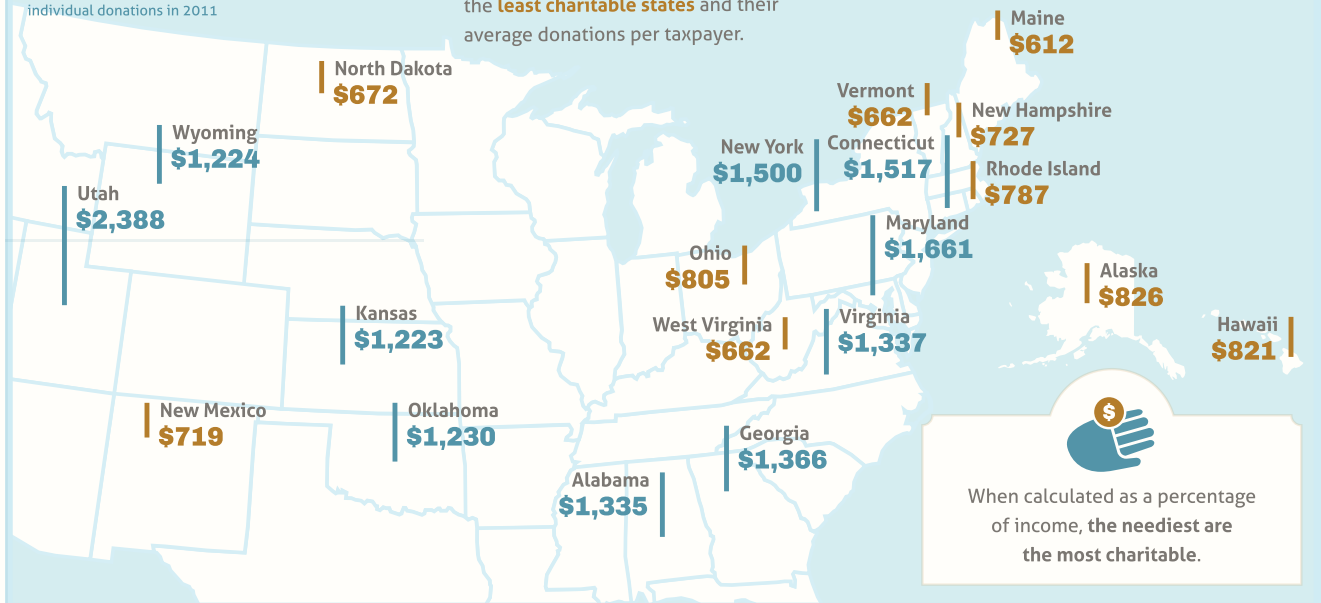 individual donations in 2011
the least charitable states and their
average donations per taxpayer.
Maine
$612
North Dakota
$672
Vermont
$662
New Hampshire
$727
Wyoming
$1,224
New York
$1,500
Connecticut
$1,517
Rhode Island
$787
Utah
$2,388
Maryland
$1,661
Ohio
$805
Alaska
$826
Kansas
$1,223
West Virginia
$662
Virginia
$1,337
Hawaii
$821
New Mexico
$719
Oklahoma
$1,230
Georgia
$1,366
Alabama
$1,335
$
When calculated as a percentage
of income, the neediest are
the most charitable.